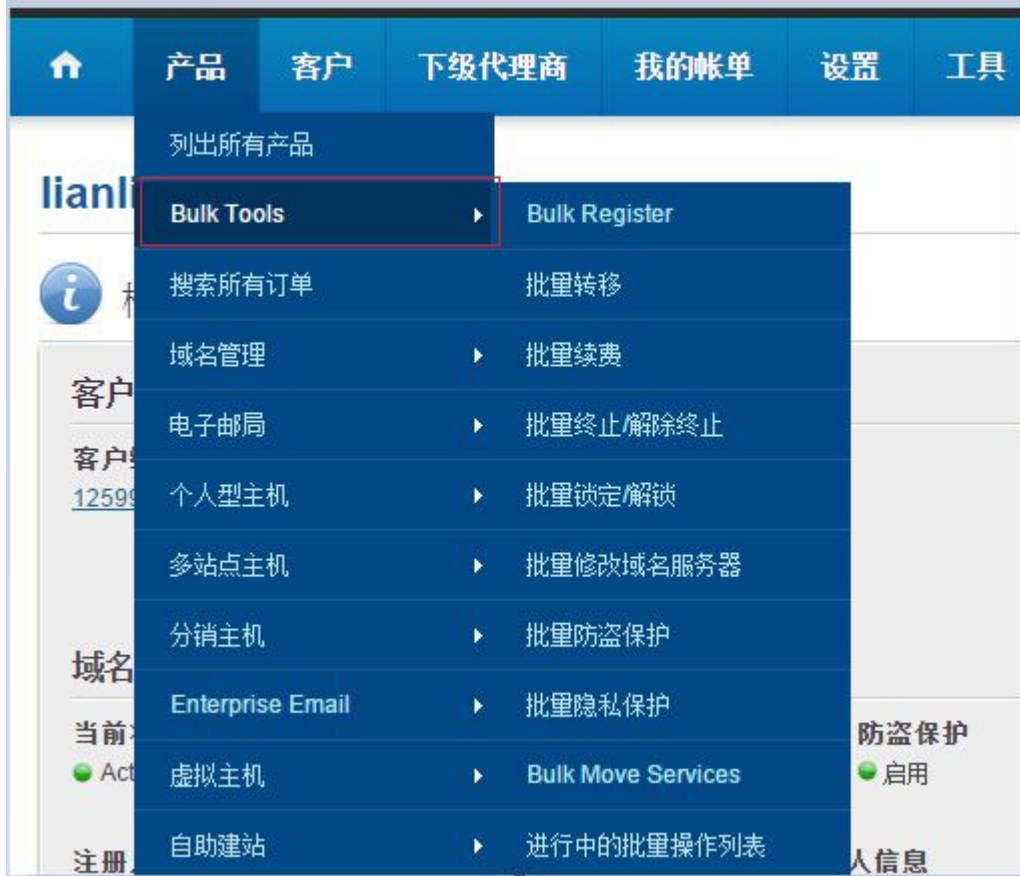 产品 客户 下级代理商 我的帐单 设置 工具
列出所有产品
lianli
Bulk Tools
Bulk Register
搜索所有订单
批量转移
域名管理
批量续费
客户
电子邮局
批量终止/解除终止
客户
12599
个人型主机
批量锁定/解锁
多站点主机
批量修改域名服务器
分销主机
批量防盗保护
域名
Enterprise Email
批量隐私保护
当前
防盗保护
Act
虚拟主机
Bulk Move Services
启用
自助建站
进行中的批量操作列表
注册
人信息